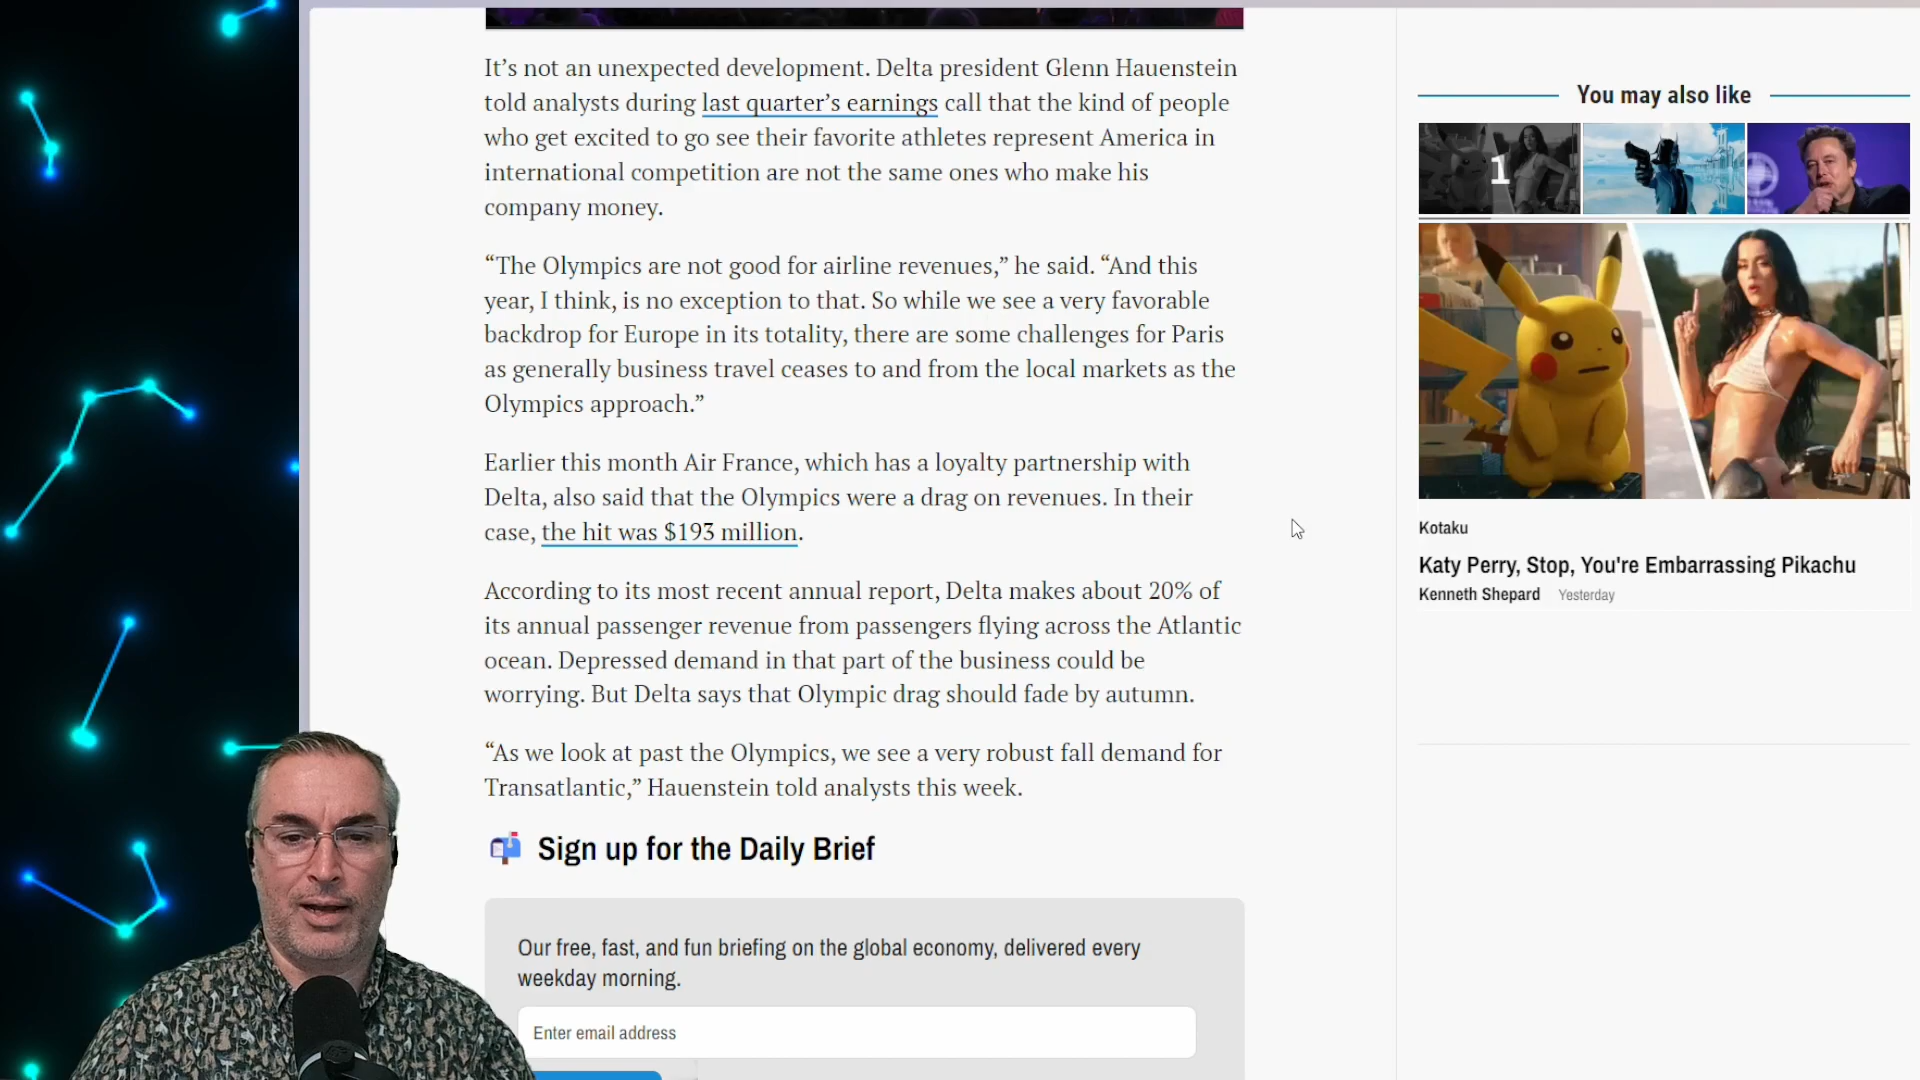 It’s not an unexpected development. Delta president Glenn Hauenstein
told analysts during last quarter’s earnings call that the kind of people
who get excited to go see their favorite athletes represent America in
international competition are not the same ones who make his
company money.
“The Olympics are not good for airline revenues,” he said. “And this
year, I think, is no exception to that. So while we see a very favorable
backdrop for Europe in its totality, there are some challenges for Paris
as generally business travel ceases to and from the local markets as the
Olympics approach.”
Earlier this month Air France, which has a loyalty partnership with
Delta, also said that the Olympics were a drag on revenues. In their
case, the hit was $193 million.
According to its most recent annual report, Delta makes about 20% of
its annual passenger revenue from passengers flying across the Atlantic
ocean. Depressed demand in that part of the business could be
worrying. But Delta says that Olympic drag should fade by autumn.
“As we look at past the Olympics, we see a very robust fall demand for
Transatlantic,” Hauenstein told analysts this week.
Sign up for the Daily Brief
Our free, fast, and fun briefing on the global economy, delivered every
weekday morning.
Enter email address
You may also like
1
Kotaku
Katy Perry, Stop, You're Embarrassing Pikachu
Kenneth Shepard Yesterday